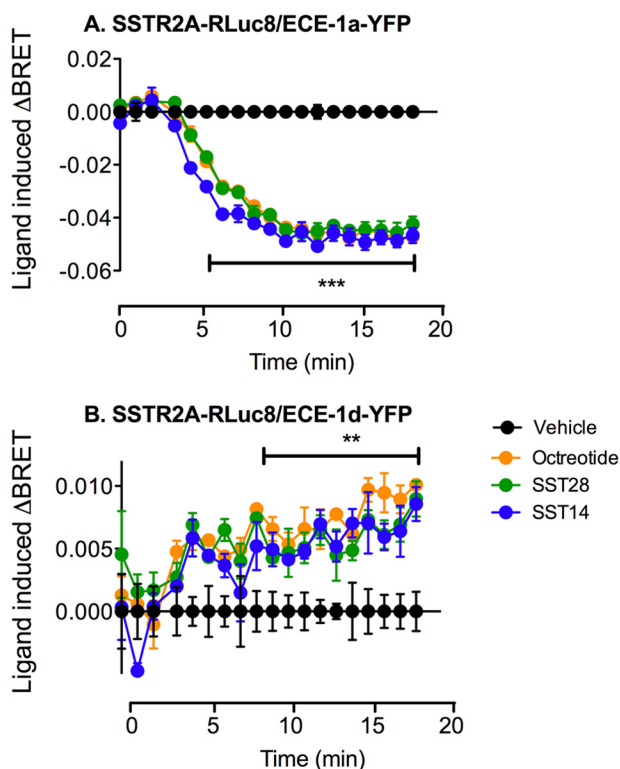 A. SSTR2A-RLuc8/ECE-1a-YFP
Ligand induced ΔBRET
0.02
0.00
-0.02
-0.04
-0.06
***
0 5 10 15 20
Time (min)
B. SSTR2A-RLuc8/ECE-1d-YFP
Ligand induced ΔBRET
**
0.010
0.005
0.000
0 5 10 15 20
Time (min)
Vehicle
Octreotide
SST28
SST14